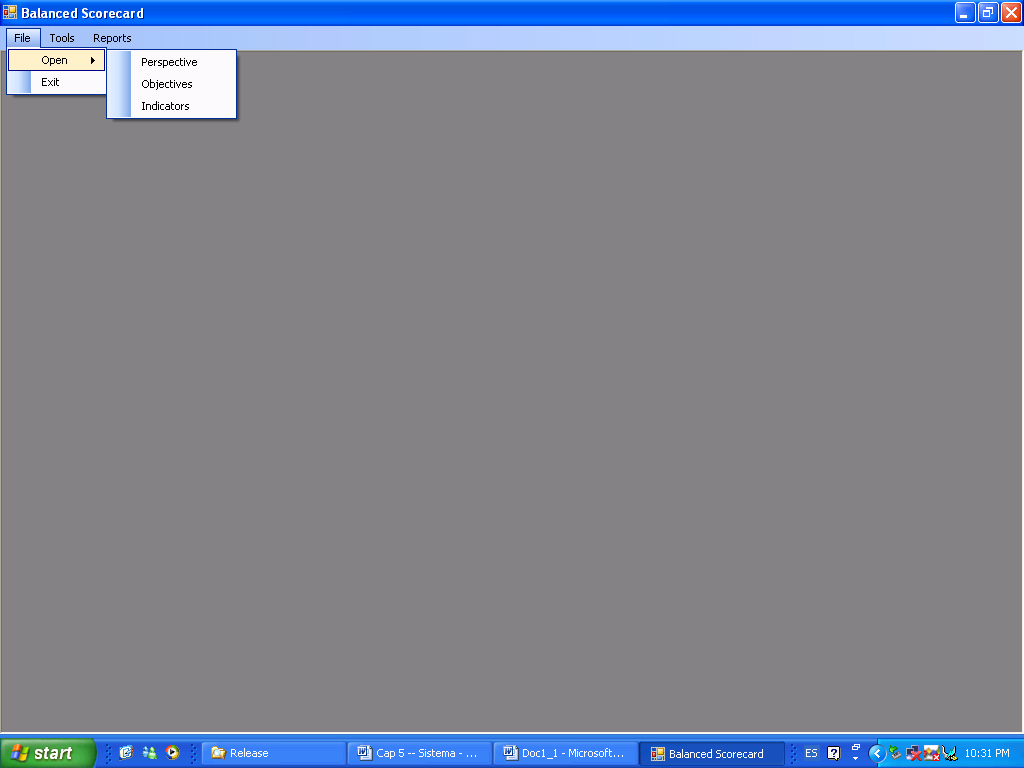 Balanced Scorecard
File Tools Reports
Open
Exit
Perspective
Objectives
Indicators
start
Release
Cap 5 -- Sistema - ...
Doc1_1 - Microsoft...
Balanced Scorecard
ES
10:31 PM